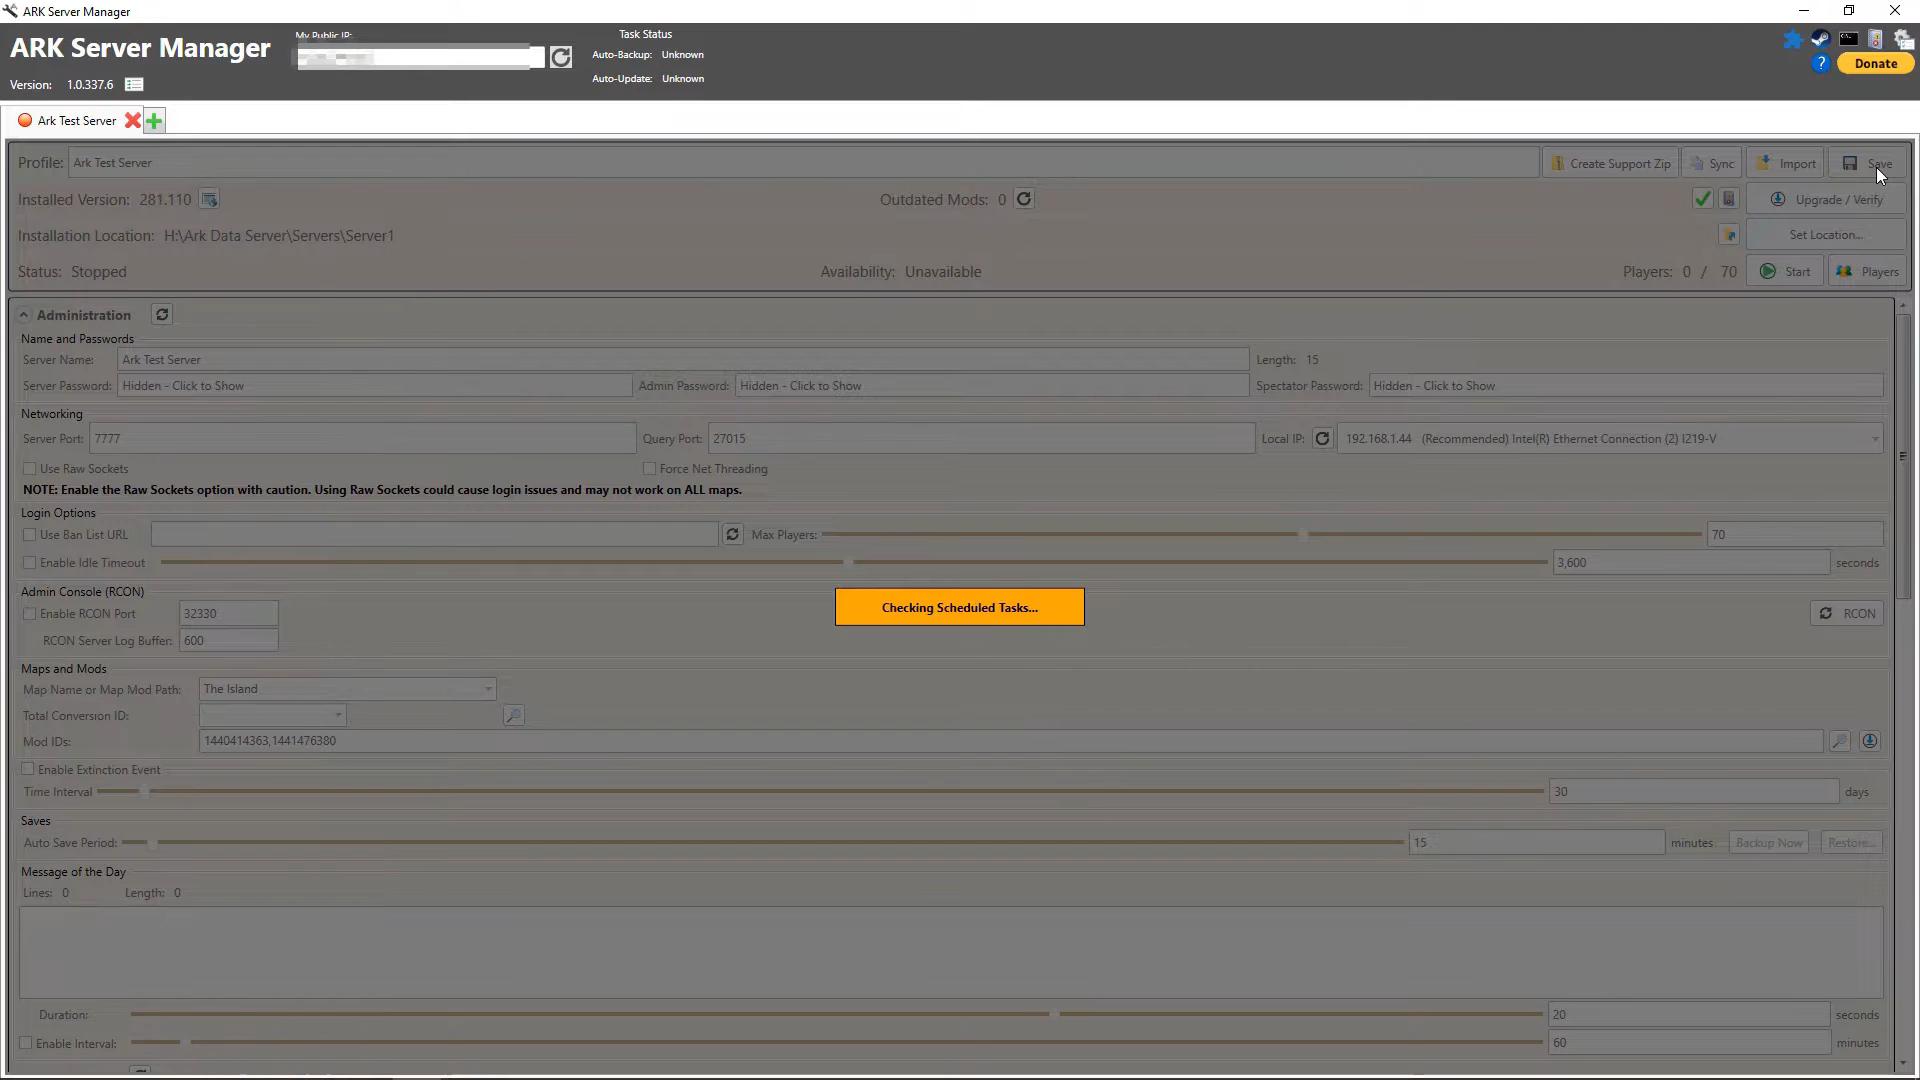 ARK Server Manager
ARK Server Manager
My Public IP:
Task Status
Auto-Backup: Unknown
Auto-Update: Unknown
Version: 1.0.337.6
? Donate
Ark Test Server
Profile: Ark Test Server Create Support Zip Sync Import Save
Installed Version: 281.110 Outdated Mods: 0 Upgrade / Verify
Installation Location: H:\Ark Data Server\Servers\Server1 Set Location...
Status: Stopped Availability: Unavailable Players: 0 / 70 Start Players
Administration
Name and Passwords
Server Name: Ark Test Server Length: 15
Server Password: Hidden - Click to Show Admin Password: Hidden - Click to Show Spectator Password: Hidden - Click to Show
Networking
Server Port: 7777 Query Port: 27015 Local IP: 192.168.1.44 (Recommended) Intel(R) Ethernet Connection (2) I219-V
Use Raw Sockets Force Net Threading
NOTE: Enable the Raw Sockets option with caution. Using Raw Sockets could cause login issues and may not work on ALL maps.
Login Options
Use Ban List URL Max Players: 70
Enable Idle Timeout 3,600 seconds
Admin Console (RCON)
Enable RCON Port 32330 RCON
Checking Scheduled Tasks...
RCON Server Log Buffer: 600
Maps and Mods
Map Name or Map Mod Path: The Island
Total Conversion ID:
Mod IDs: 1440414363,1441476380
Enable Extinction Event
Time Interval 30 days
Saves
Auto Save Period: 15 minutes Backup Now Restore...
Message of the Day
Lines: 0 Length: 0
Duration: 20 seconds
Enable Interval: 60 minutes